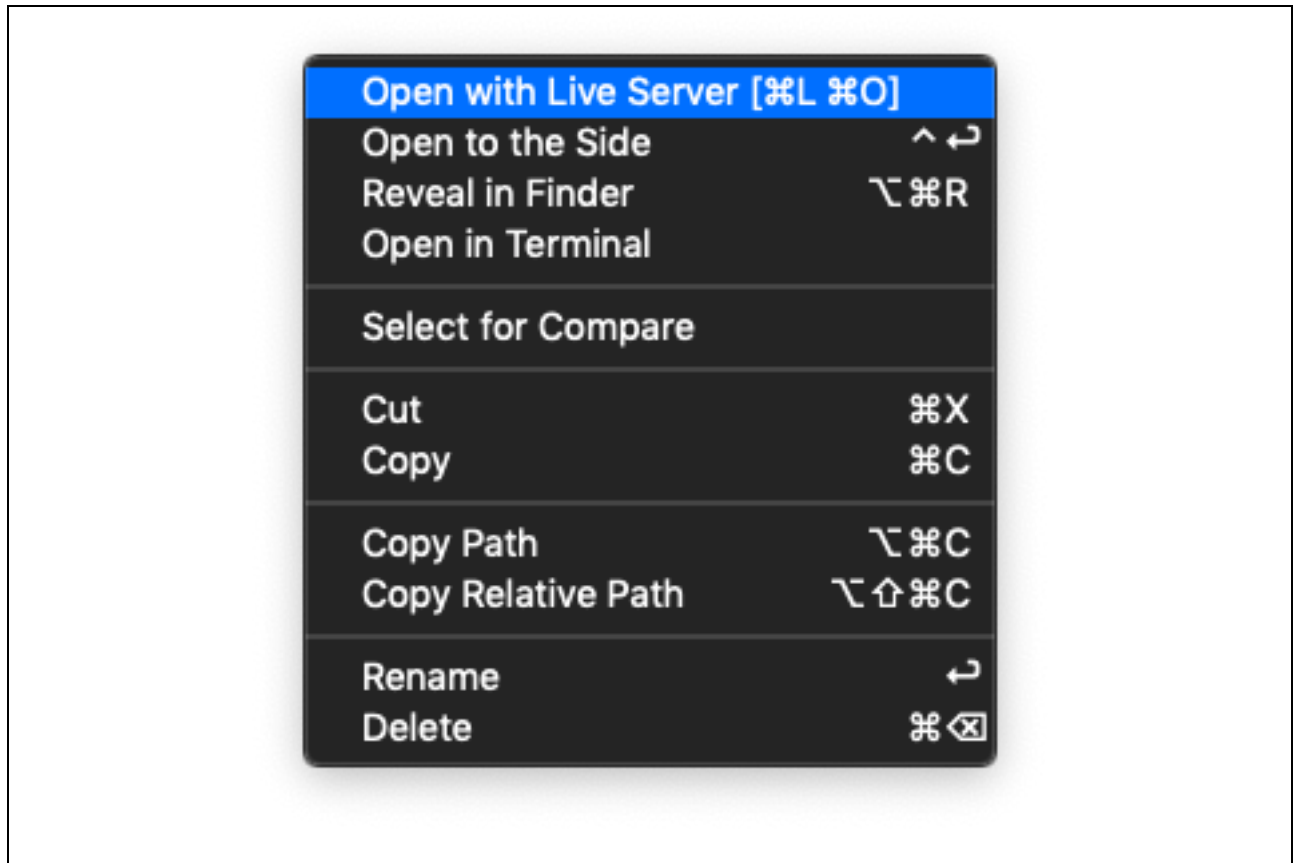 Open with Live Server [⌘L ⌘O]
Open to the Side ^↩
Reveal in Finder ⌥⌘R
Open in Terminal
Select for Compare
Cut ⌘X
Copy ⌘C
Copy Path ⌥⌘C
Copy Relative Path ⌥⇧⌘C
Rename ↩
Delete ⌘⌫